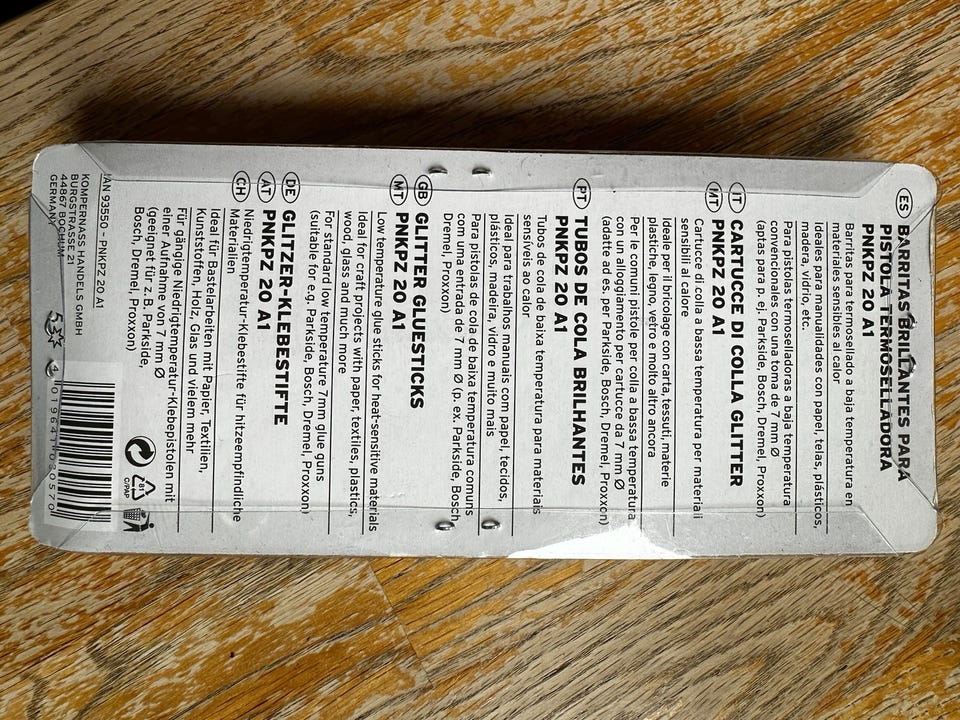 ES
BARRITAS BRILLANTES PARA
PISTOLA TERMOSELLADORA
PNKPZ 20 A1
Barritas para termosellado a baja temperatura en
materiales sensibles al calor
Ideales para manualidades con papel, telas, plásticos,
madera, vidrio, etc.
Para pistolas termoselladoras a baja temperatura
convencionales con una toma de 7 mm Ø
(aptas para p. ej. Parkside, Bosch, Dremel, Proxxon)
IT
MT
CARTUCCE DI COLLA GLITTER
PNKPZ 20 A1
Cartucce di colla a bassa temperatura per materiali
sensibili al calore
Ideale per il bricolage con carta, tessuti, materie
plastiche, legno, vetro e molto altro ancora
Per le comuni pistole per colla a bassa temperatura
con un alloggiamento per cartucce da 7 mm Ø
(adatte ad es. per Parkside, Bosch, Dremel, Proxxon)
PT
TUBOS DE COLA BRILHANTES
PNKPZ 20 A1
Tubos de cola de baixa temperatura para materiais
sensíveis ao calor
Ideal para trabalhos manuais com papel, tecidos,
plásticos, madeira, vidro e muito mais
Para pistolas de cola de baixa temperatura comuns
com uma entrada de 7 mm Ø (p. ex. Parkside, Bosch,
Dremel, Proxxon)
GB
MT
GLITTER GLUESTICKS
PNKPZ 20 A1
Low temperature glue sticks for heat-sensitive materials
Ideal for craft projects with paper, textiles, plastics,
wood, glass and much more
For standard low temperature 7mm glue guns
(suitable for e.g. Parkside, Bosch, Dremel, Proxxon)
DE
AT
CH
GLITZER-KLEBESTIFTE
PNKPZ 20 A1
Niedrigtemperatur-Klebestifte für hitzeempfindliche
Materialien
Ideal für Bastelarbeiten mit Papier, Textilien,
Kunststoffen, Holz, Glas und vielem mehr
Für gängige Niedrigtemperatur-Klebepistolen mit
einer Aufnahme von 7 mm Ø
(geeignet für z.B. Parkside,
Bosch, Dremel, Proxxon)
IAN 93550 - PNKPZ 20 A1
KOMPERNASS HANDELS GMBH
BURGSTRASSE 21
44867 BOCHUM
GERMANY
81
C/PAP